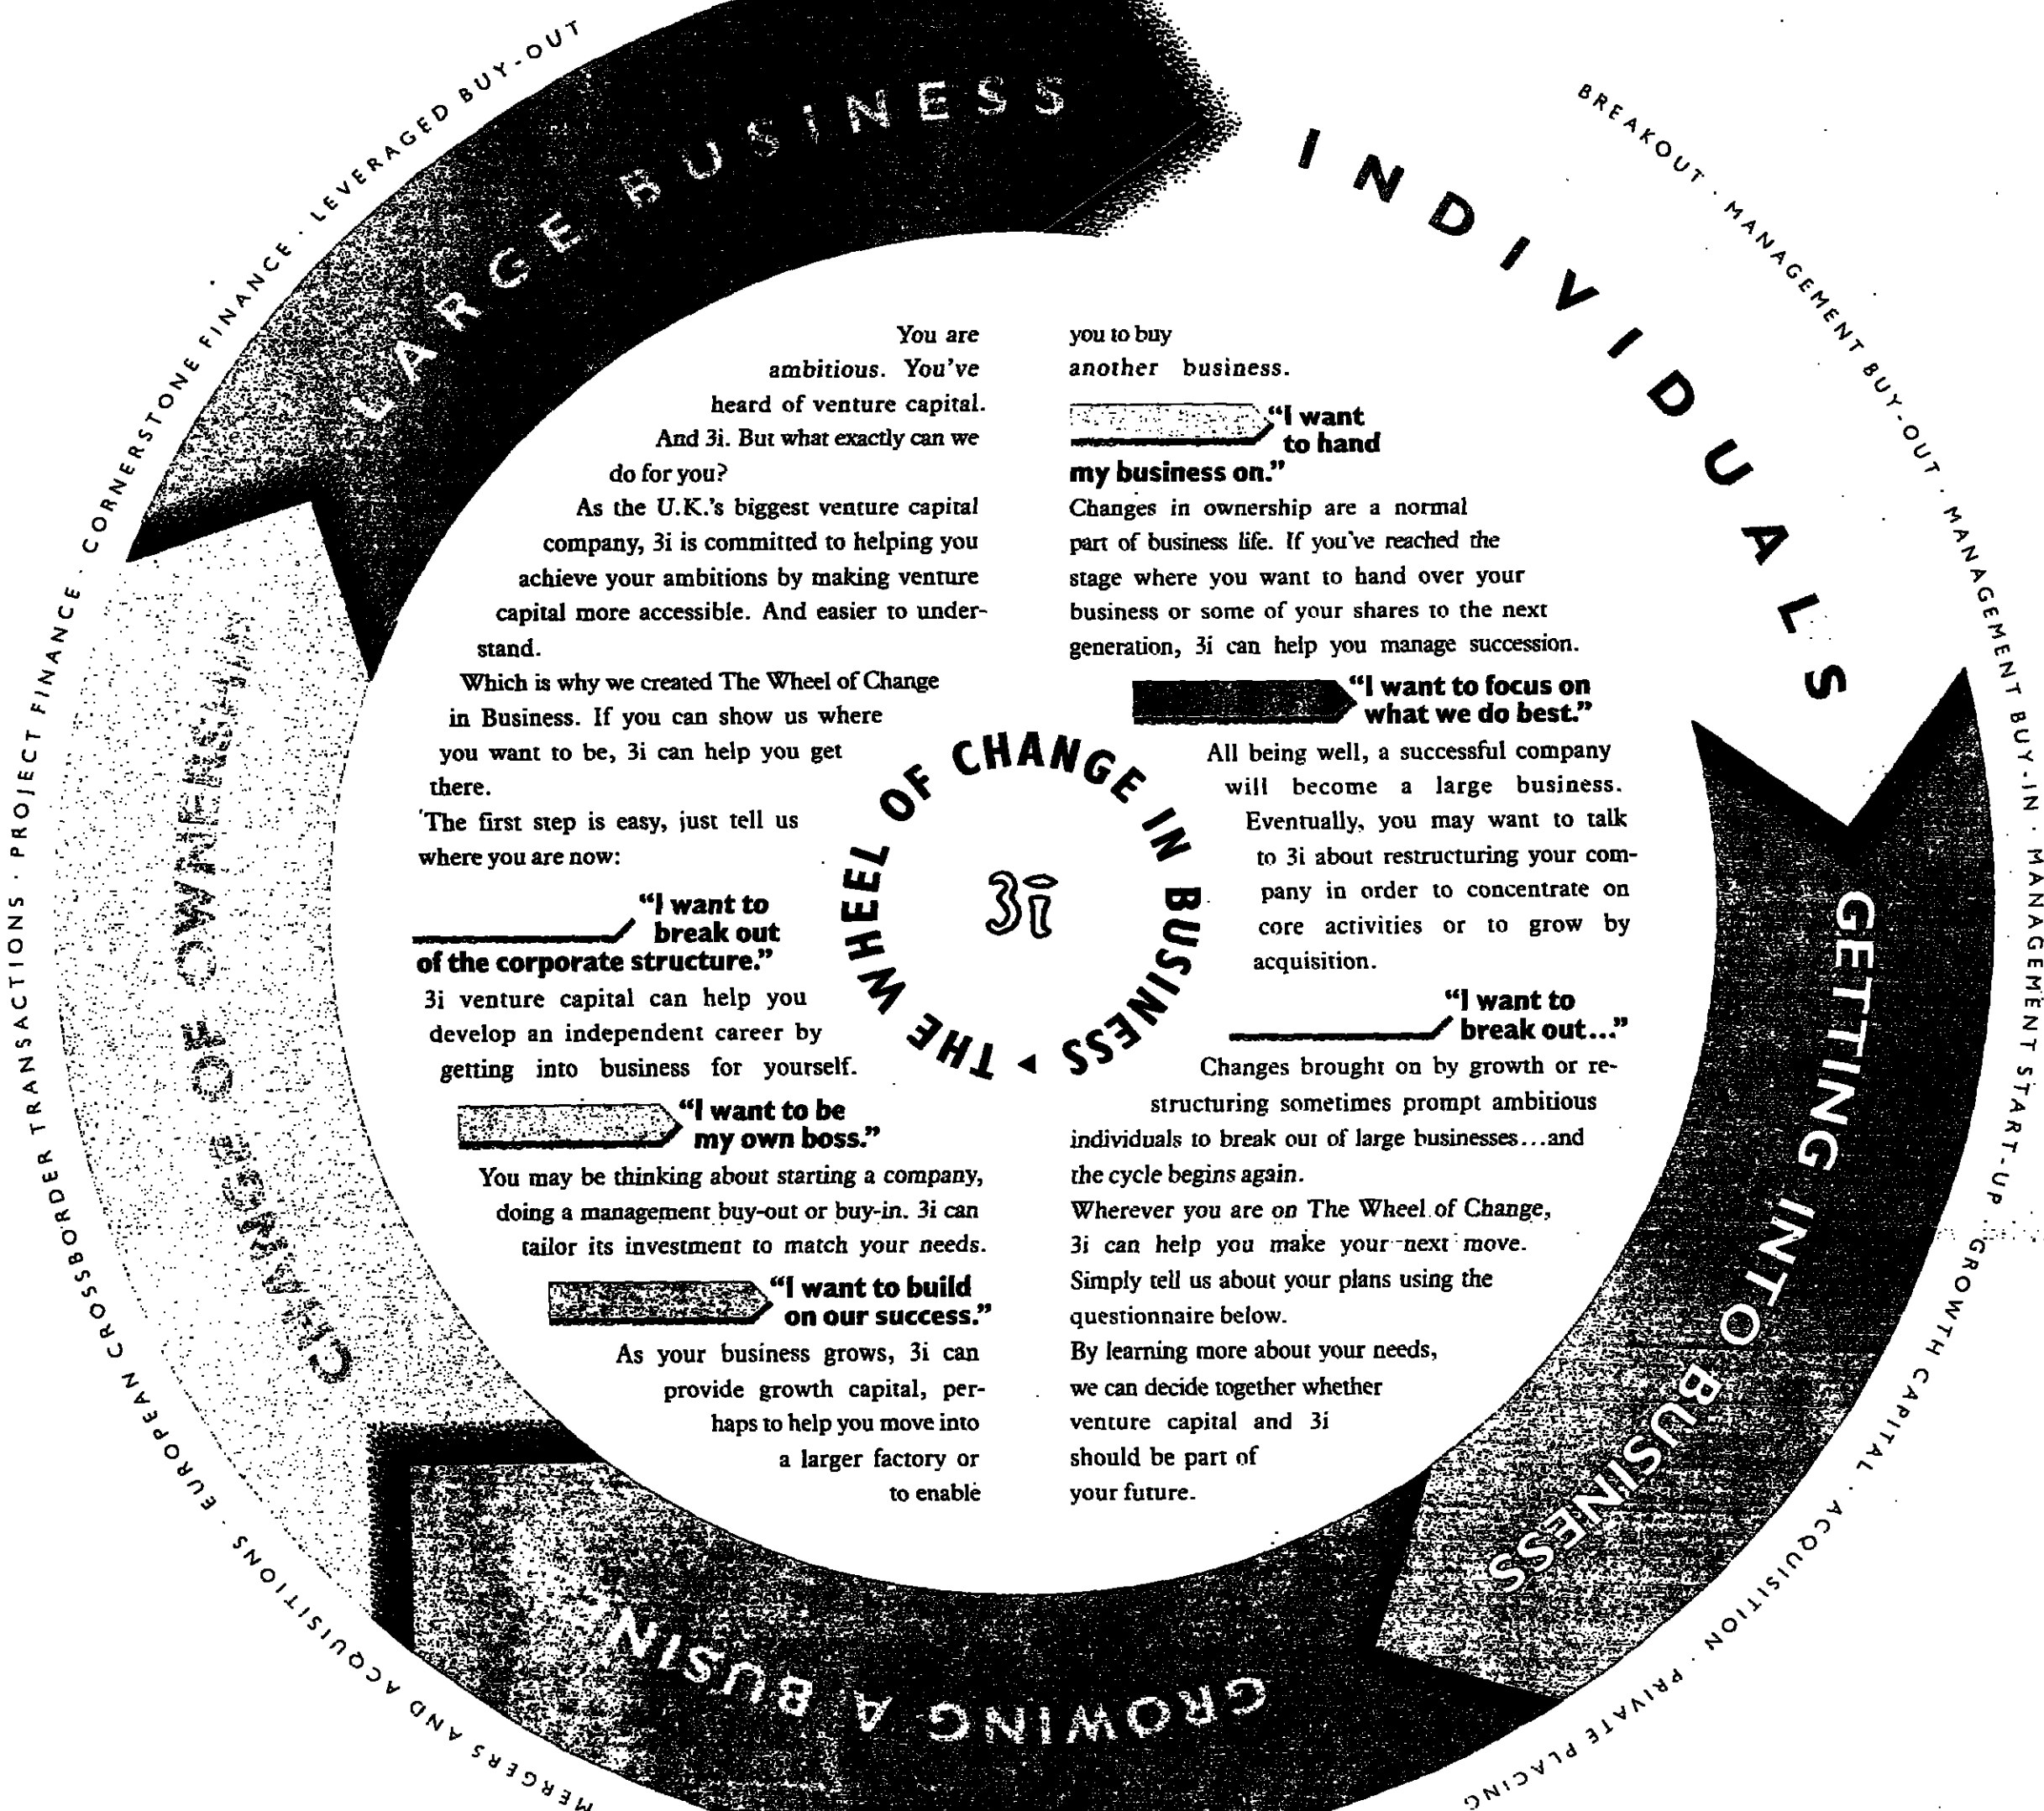 LARGE BUSINESS
INDIVIDUALS
GETTING INTO BUSINESS
GROWING A BUSIN
CHANGE OF OWNERSHIP
BREAKOUT · MANAGEMENT BUY-OUT · MANAGEMENT BUY-IN · MANAGEMENT START-UP · GROWTH CAPITAL · ACQUISITION · PRIVATE PLACING
MERGERS AND ACQUISITIONS · EUROPEAN CROSSBORDER TRANSACTIONS · PROJECT FINANCE · CORNERSTONE FINANCE · LEVERAGED BUY-OUT
You are
ambitious. You've
heard of venture capital.
And 3i. But what exactly can we
do for you?
As the U.K.'s biggest venture capital
company, 3i is committed to helping you
achieve your ambitions by making venture
capital more accessible. And easier to under-
stand.
Which is why we created The Wheel of Change
in Business. If you can show us where
you want to be, 3i can help you get
there.
The first step is easy, just tell us
where you are now:
“I want to
break out
of the corporate structure.”
3i venture capital can help you
develop an independent career by
getting into business for yourself.
“I want to be
my own boss.”
You may be thinking about starting a company,
doing a management buy-out or buy-in. 3i can
tailor its investment to match your needs.
“I want to build
on our success.”
As your business grows, 3i can
provide growth capital, per-
haps to help you move into
a larger factory or
to enable
you to buy
another business.
“I want
to hand
my business on.”
Changes in ownership are a normal
part of business life. If you've reached the
stage where you want to hand over your
business or some of your shares to the next
generation, 3i can help you manage succession.
“I want to focus on
what we do best.”
All being well, a successful company
will become a large business.
Eventually, you may want to talk
to 3i about restructuring your com-
pany in order to concentrate on
core activities or to grow by
acquisition.
“I want to
break out...”
Changes brought on by growth or re-
structuring sometimes prompt ambitious
individuals to break out of large businesses...and
the cycle begins again.
Wherever you are on The Wheel of Change,
3i can help you make your next move.
Simply tell us about your plans using the
questionnaire below.
By learning more about your needs,
we can decide together whether
venture capital and 3i
should be part of
your future.
THE WHEEL OF CHANGE IN BUSINESS
3i